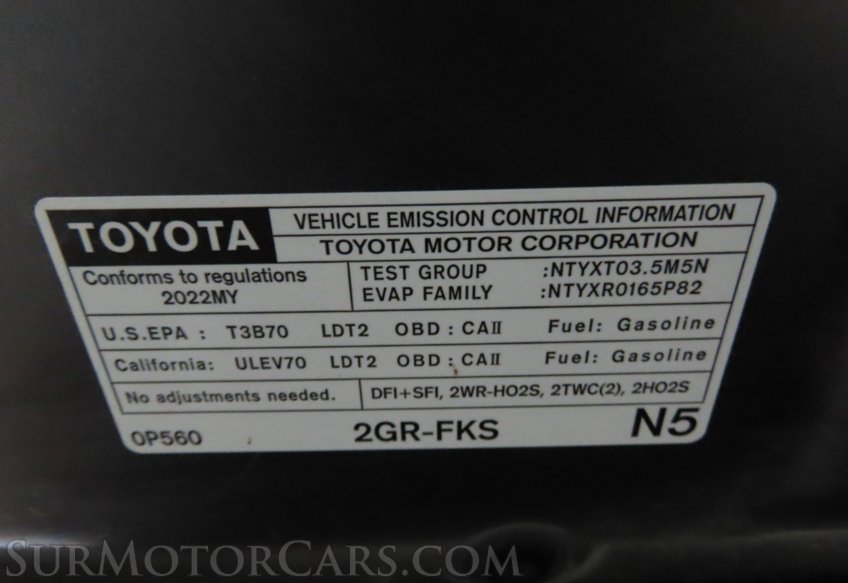 TOYOTA
VEHICLE EMISSION CONTROL INFORMATION
TOYOTA MOTOR CORPORATION
Conforms to regulations
2022MY
TEST GROUP :NTYXT03.5M5N
EVAP FAMILY :NTYXR0165P82
U.S.EPA : T3B70 LDT2 OBD : CAII Fuel: Gasoline
California: ULEV70 LDT2 OBD : CAII Fuel: Gasoline
No adjustments needed.
DFI+SFI, 2WR-HO2S, 2TWC(2), 2HO2S
0P560 2GR-FKS N5
SurMotorCars.com